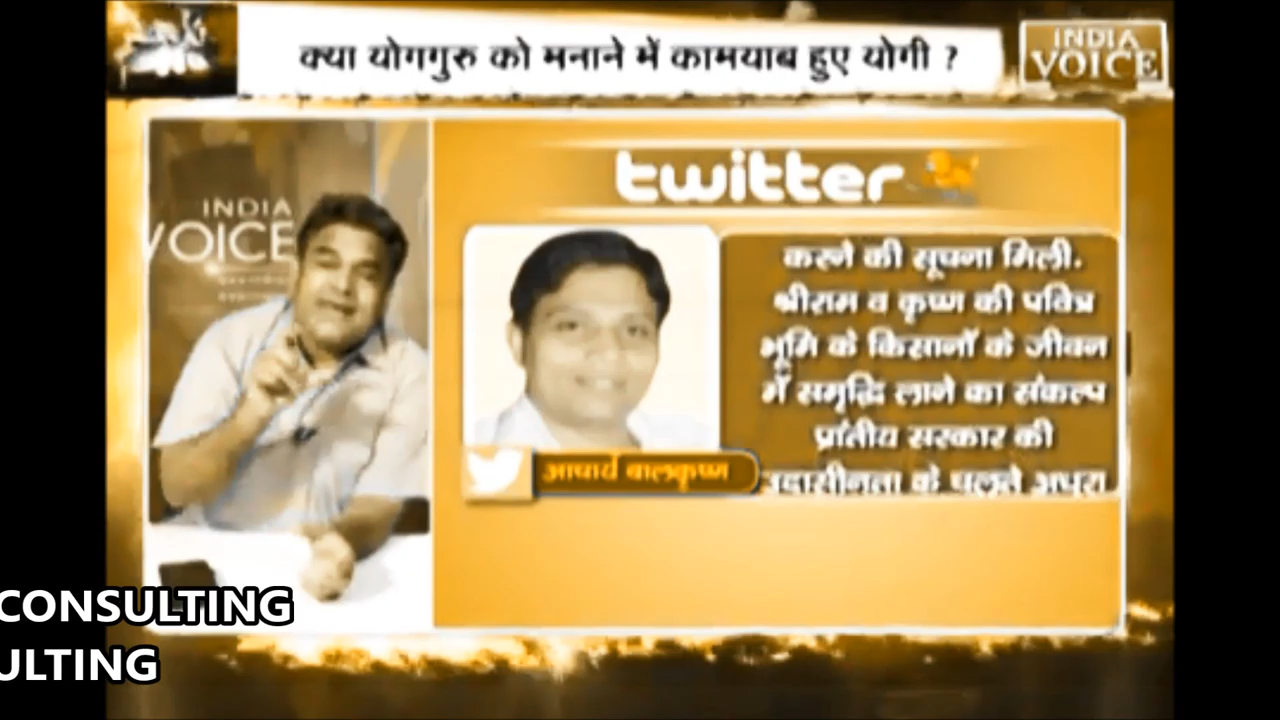 क्या योगगुरु को मनाने में कामयाब हुए योगी ?
INDIA
VOICE
INDIA
VOICE
twitter
करने की सूचना मिली.
श्रीराम व कृष्ण की पवित्र
भूमि के किसानों के जीवन
में समृद्धि लाने का संकल्प
प्रांतीय सरकार की
उदासीनता के चलते अधूरा
आचार्य बालकृष्ण
CONSULTING
ULTING